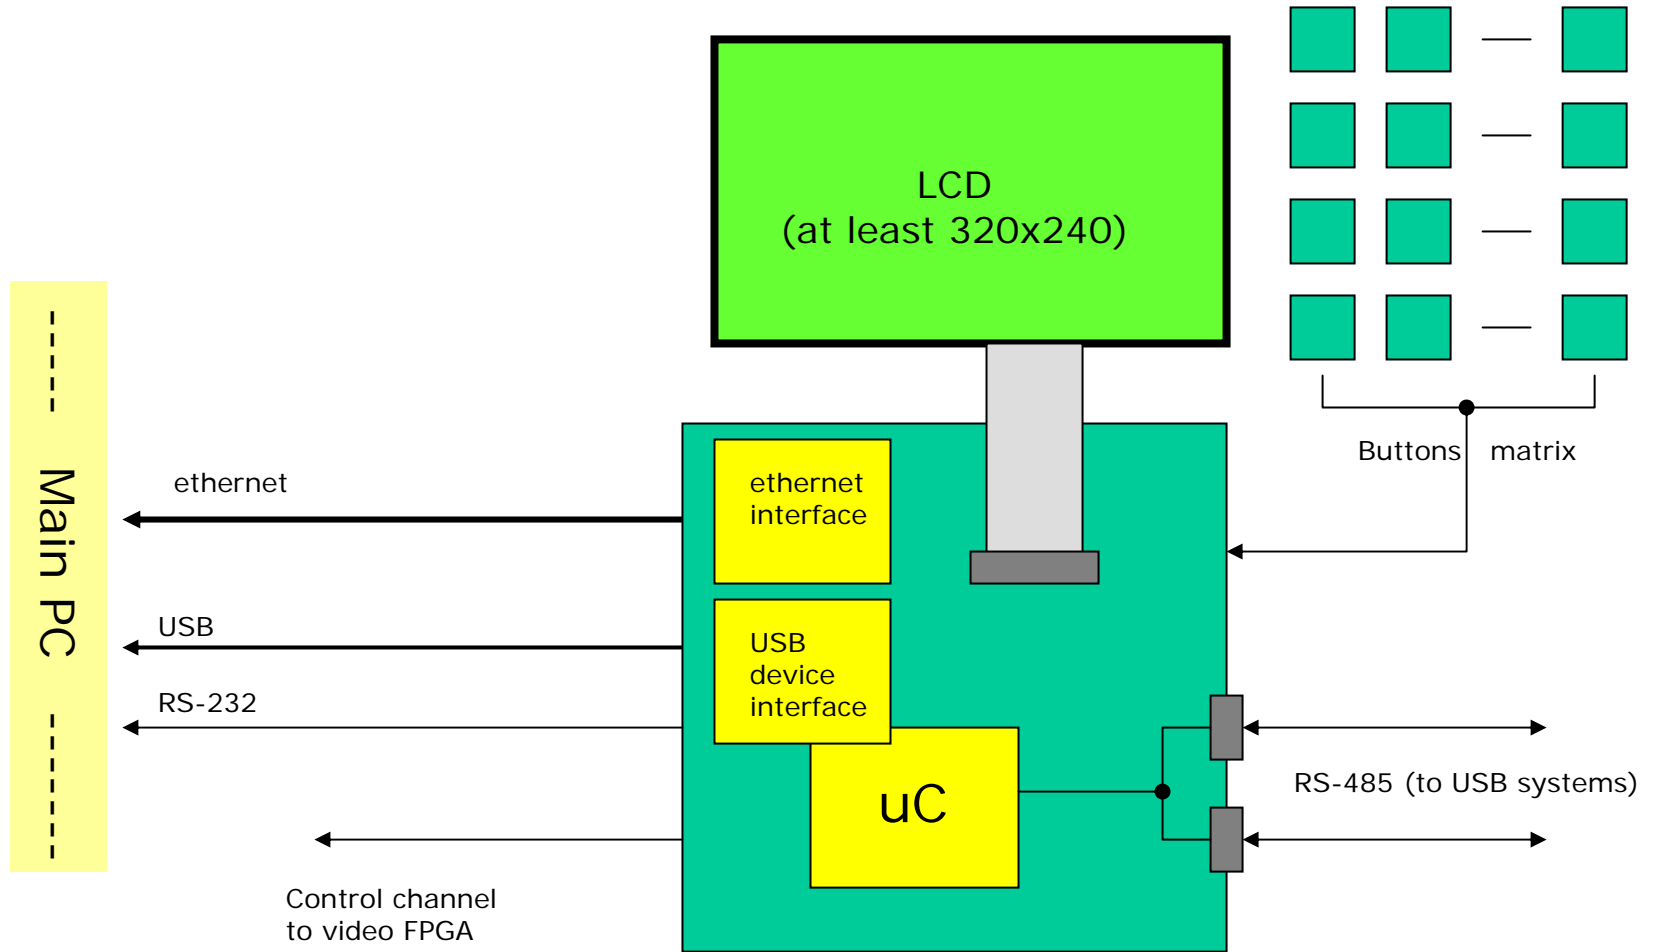 LCD
(at least 320x240)
Buttons matrix
Main PC
ethernet
ethernet
interface
USB
USB
device
interface
RS-232
uC
RS-485 (to USB systems)
Control channel
to video FPGA